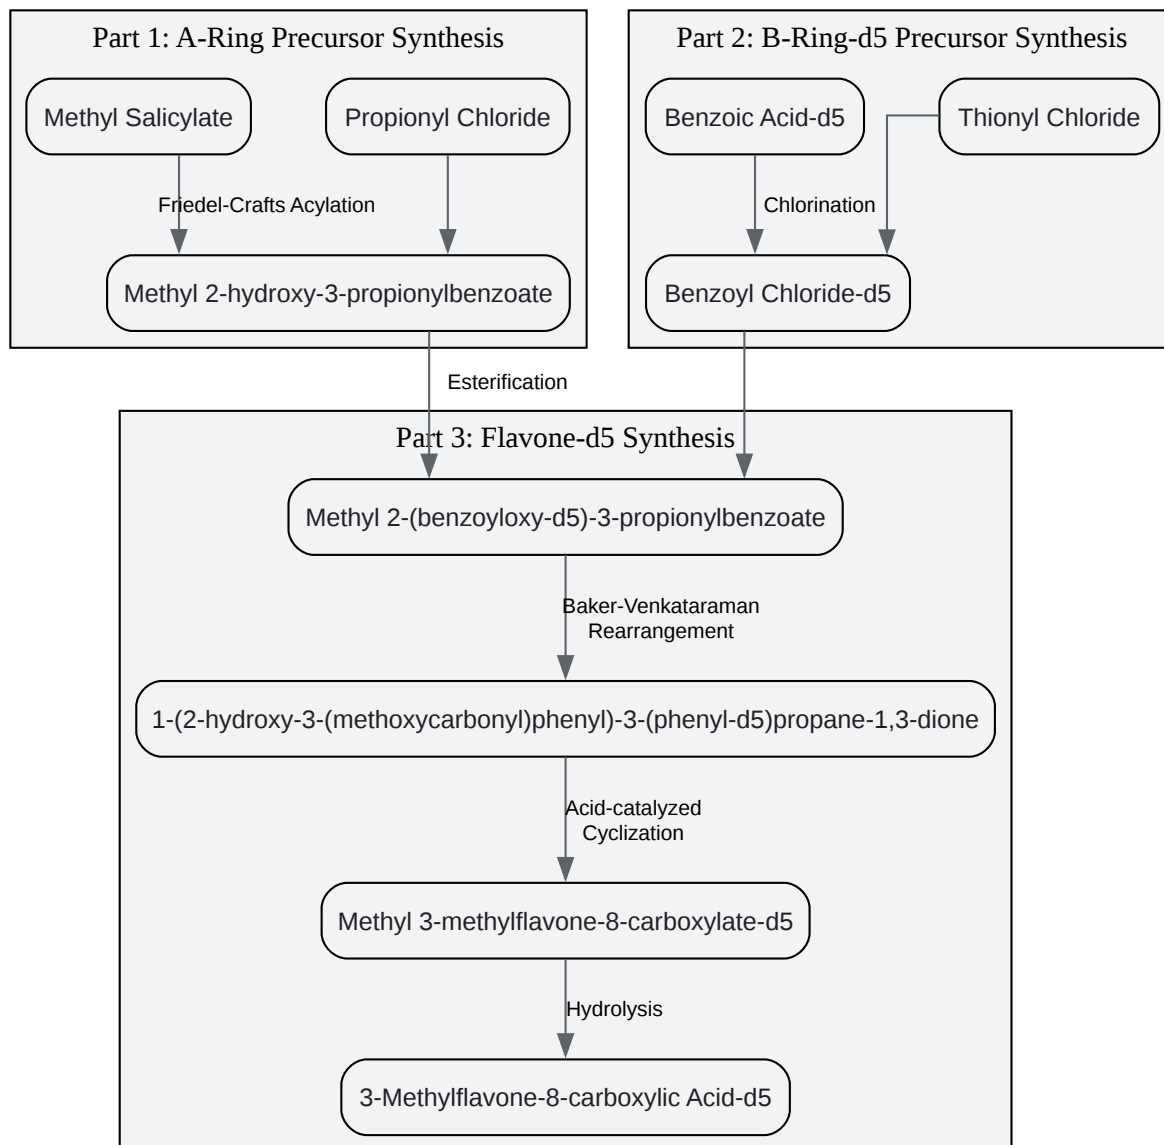 Part 1: A-Ring Precursor Synthesis
Methyl Salicylate
Propionyl Chloride
Friedel-Crafts Acylation
Methyl 2-hydroxy-3-propionylbenzoate
Part 2: B-Ring-d5 Precursor Synthesis
Benzoic Acid-d5
Thionyl Chloride
Chlorination
Benzoyl Chloride-d5
Esterification
Part 3: Flavone-d5 Synthesis
Methyl 2-(benzoyloxy-d5)-3-propionylbenzoate
Baker-Venkataraman
Rearrangement
1-(2-hydroxy-3-(methoxycarbonyl)phenyl)-3-(phenyl-d5)propane-1,3-dione
Acid-catalyzed
Cyclization
Methyl 3-methylflavone-8-carboxylate-d5
Hydrolysis
3-Methylflavone-8-carboxylic Acid-d5